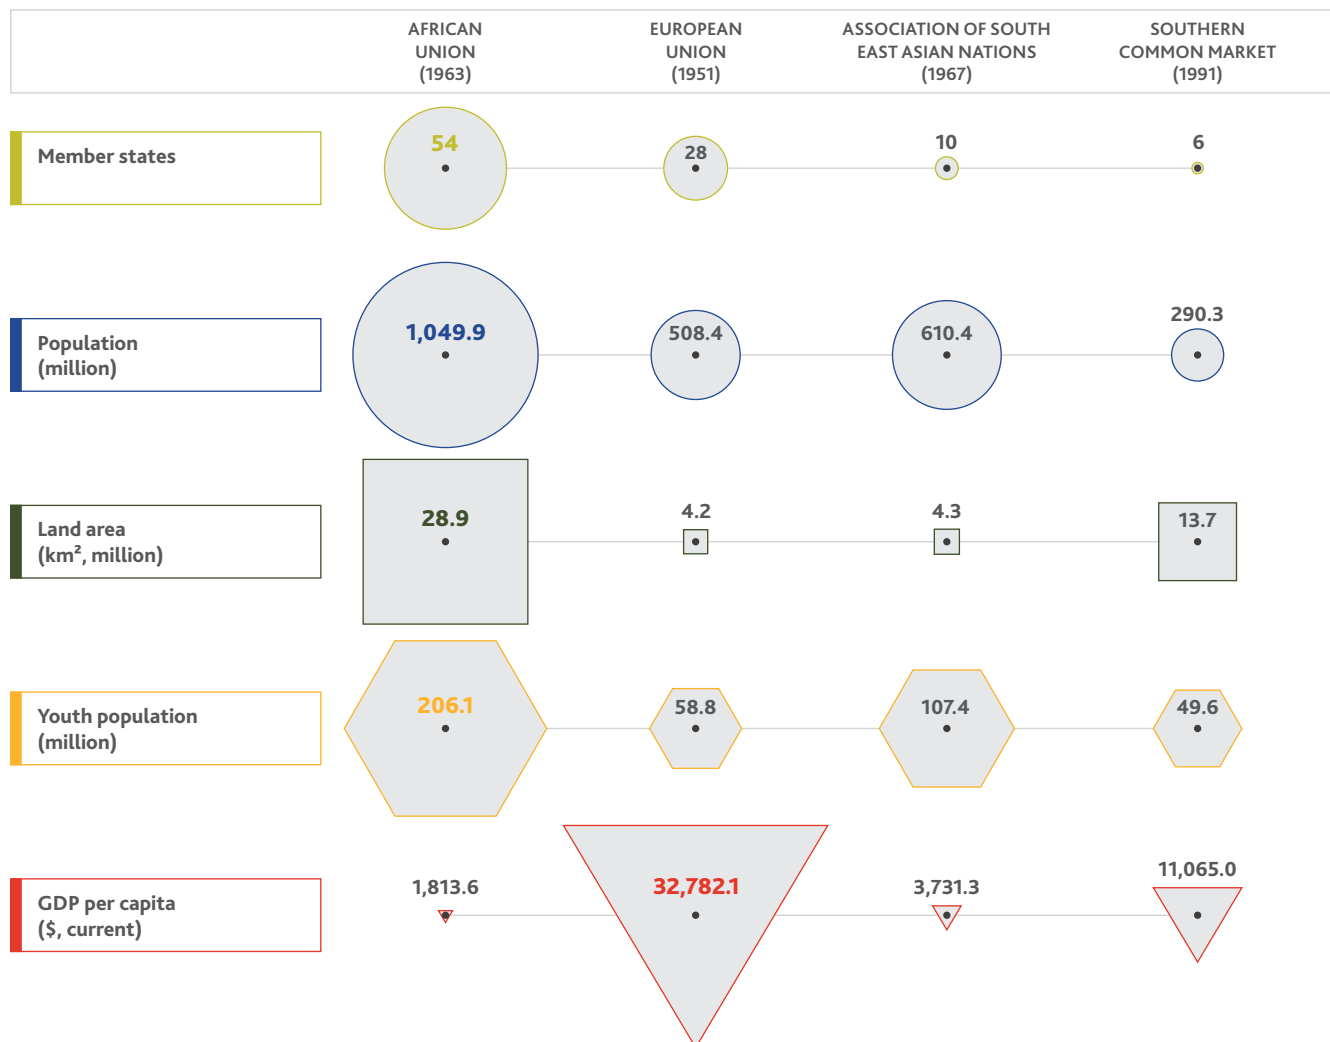 AFRICAN
UNION
(1963)
EUROPEAN
UNION
(1951)
ASSOCIATION OF SOUTH
EAST ASIAN NATIONS
(1967)
SOUTHERN
COMMON MARKET
(1991)
Member states
54
28
10
6
Population
(million)
1,049.9
508.4
610.4
290.3
Land area
(km², million)
28.9
4.2
4.3
13.7
Youth population
(million)
206.1
58.8
107.4
49.6
GDP per capita
($, current)
1,813.6
32,782.1
3,731.3
11,065.0